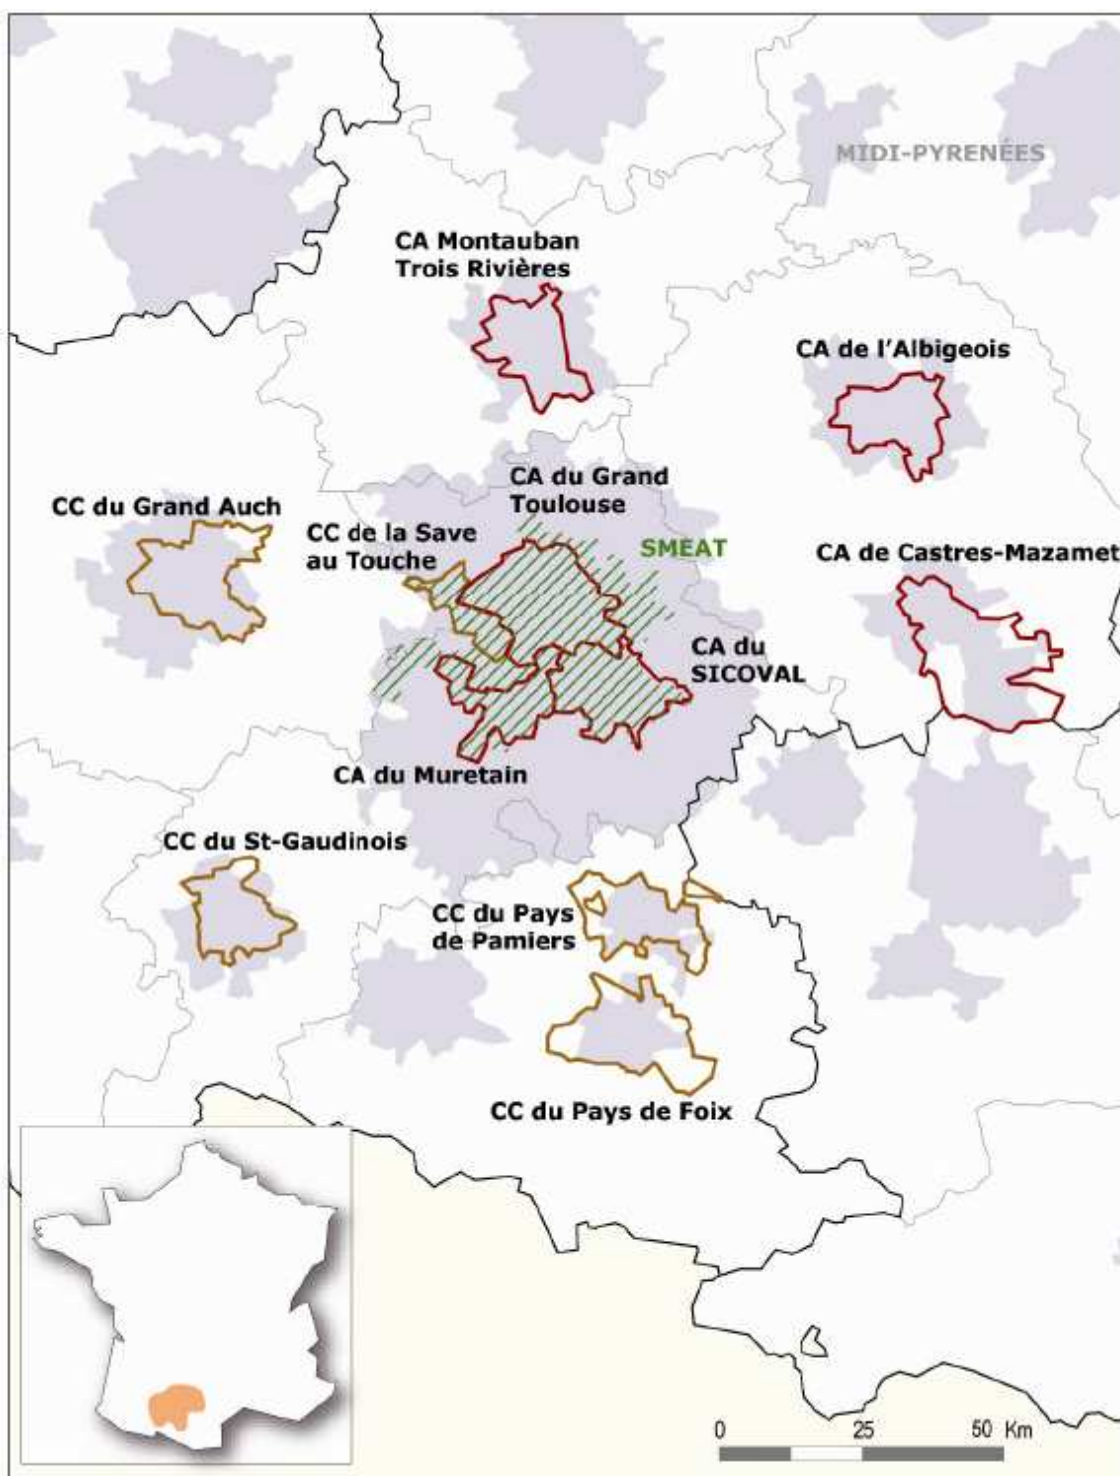 MIDI-PYRENÉES
CA Montauban
Trois Rivières
CA de l'Albigeois
CA du Grand
Toulouse
CC du Grand Auch
CC de la Save
au Touche
SMEAT
CA de Castres-Mazamet
CA du
SICOVAL
CA du Muretain
CC du St-Gaudinois
CC du Pays
de Pamiers
CC du Pays de Foix
0 25 50 Km